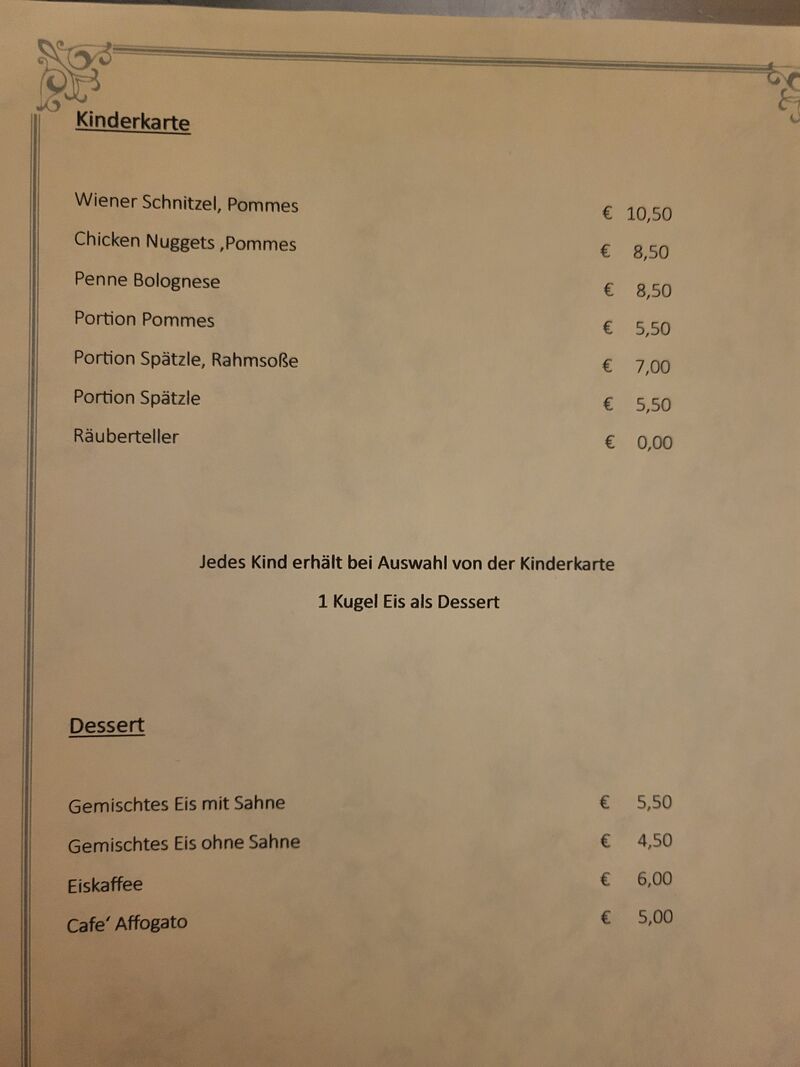 Kinderkarte
Wiener Schnitzel, Pommes € 10,50
Chicken Nuggets ,Pommes € 8,50
Penne Bolognese € 8,50
Portion Pommes € 5,50
Portion Spätzle, Rahmsoße € 7,00
Portion Spätzle € 5,50
Räuberteller € 0,00
Jedes Kind erhält bei Auswahl von der Kinderkarte
1 Kugel Eis als Dessert
Dessert
Gemischtes Eis mit Sahne € 5,50
Gemischtes Eis ohne Sahne € 4,50
Eiskaffee € 6,00
Cafe’ Affogato € 5,00